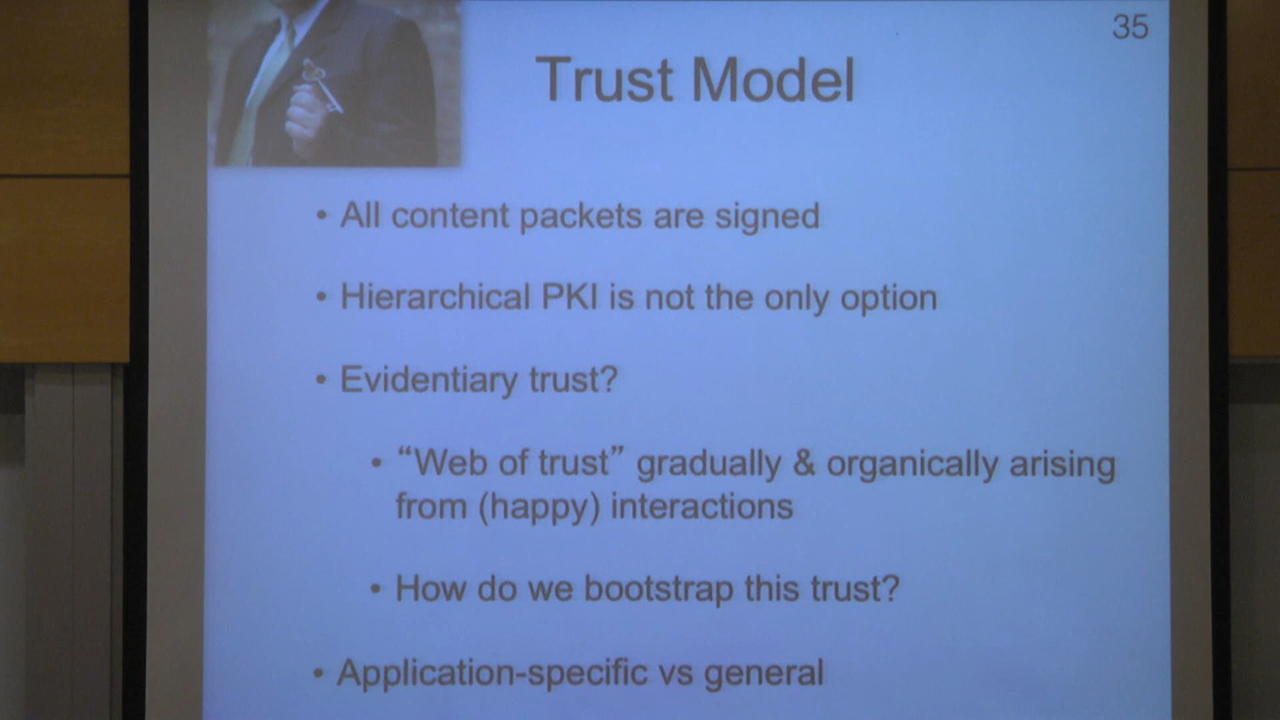 35
Trust Model
• All content packets are signed
• Hierarchical PKI is not the only option
• Evidentiary trust?
• “Web of trust” gradually & organically arising
from (happy) interactions
• How do we bootstrap this trust?
• Application-specific vs general